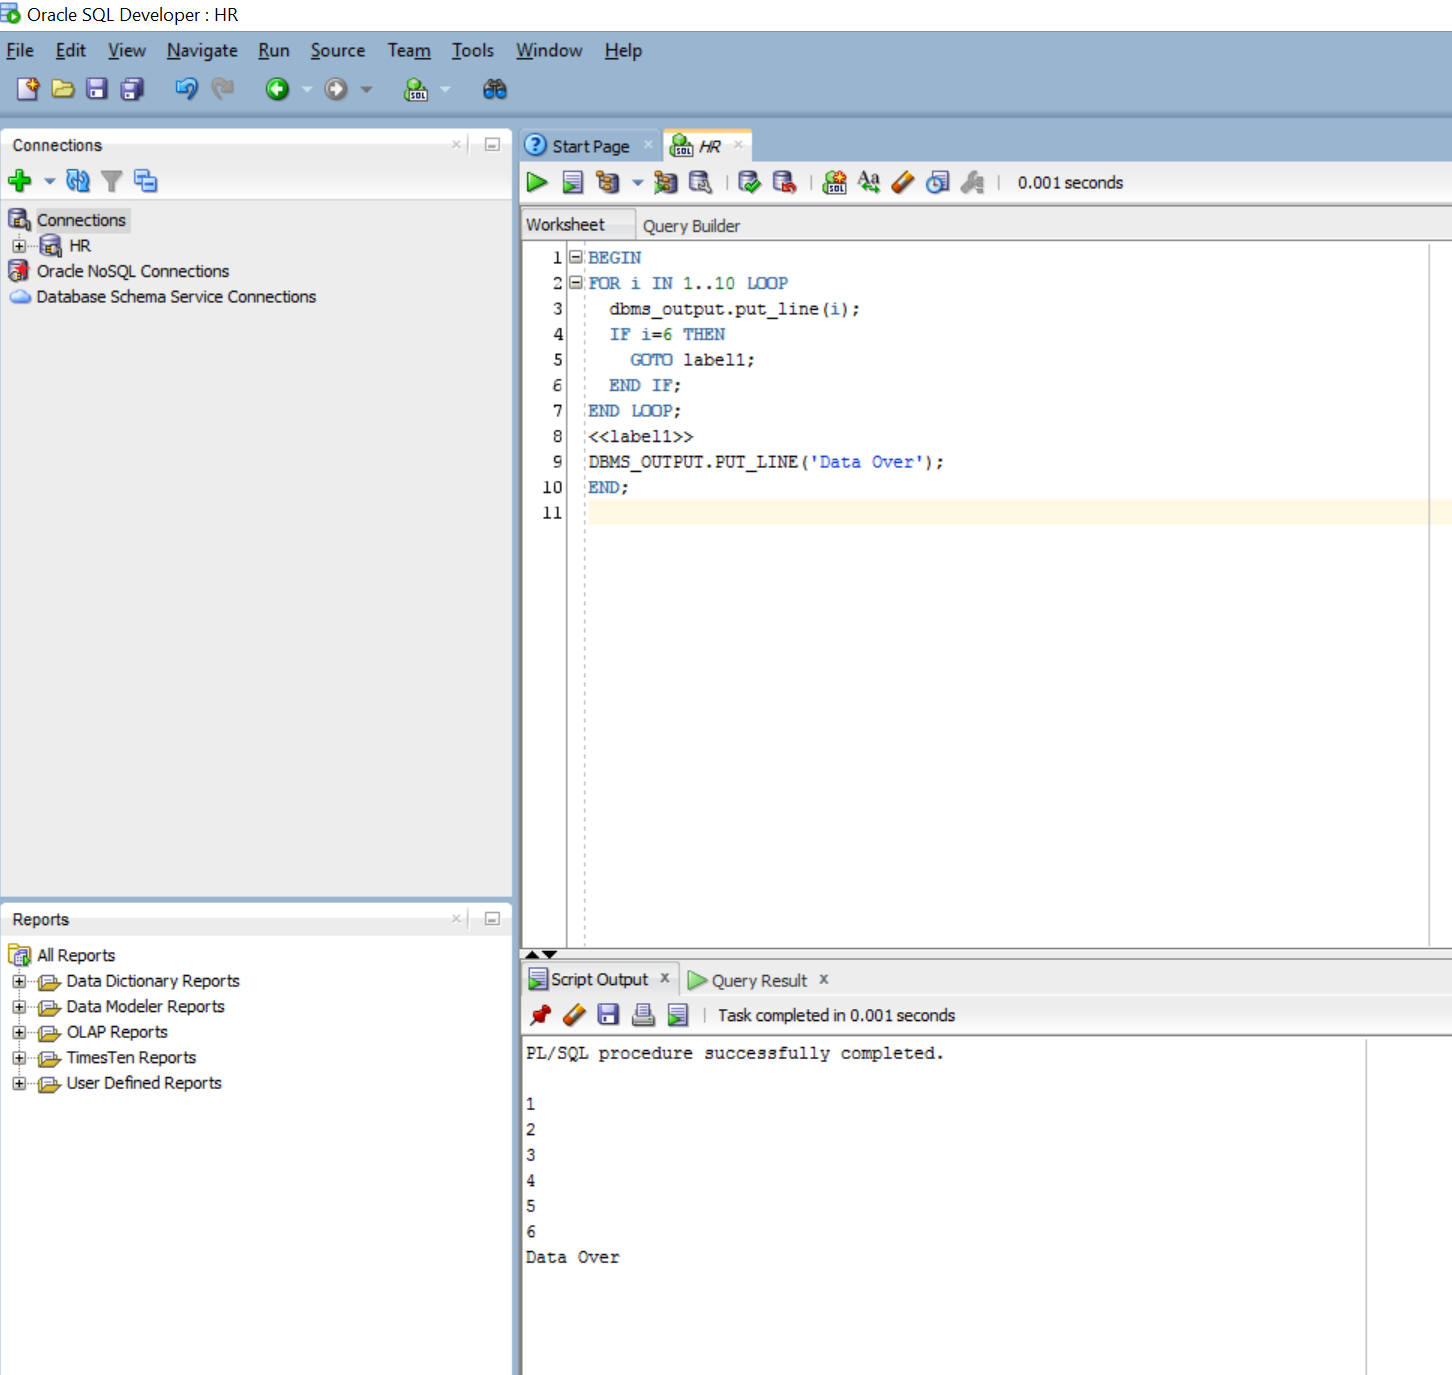 Oracle SQL Developer : HR
File Edit View Navigate Run Source Team Tools Window Help
SQL
Connections
Connections
HR
Oracle NoSQL Connections
Database Schema Service Connections
Reports
All Reports
Data Dictionary Reports
Data Modeler Reports
OLAP Reports
TimesTen Reports
User Defined Reports
Start Page SQL HR
SQL Aa 0.001 seconds
Worksheet Query Builder
1 BEGIN
2 FOR i IN 1..10 LOOP
3 dbms_output.put_line(i);
4 IF i=6 THEN
5 GOTO label1;
6 END IF;
7 END LOOP;
8 <<label1>>
9 DBMS_OUTPUT.PUT_LINE('Data Over');
10 END;
11
Script Output x Query Result x
Task completed in 0.001 seconds
PL/SQL procedure successfully completed.
1
2
3
4
5
6
Data Over